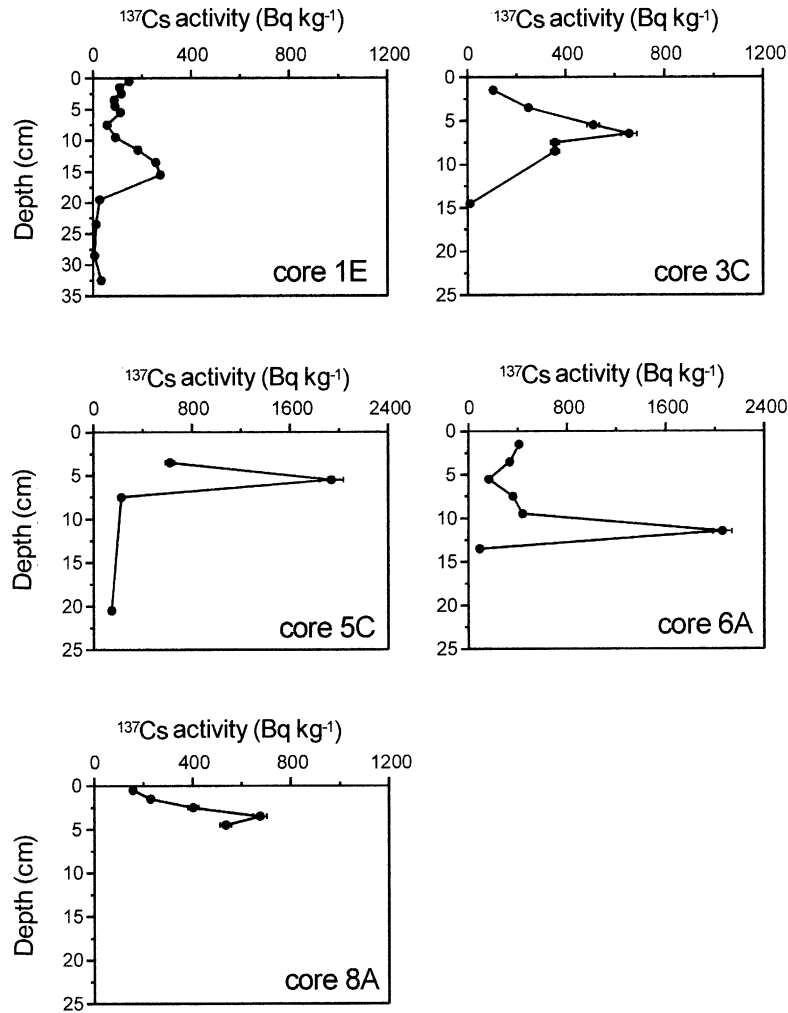 ¹³⁷Cs activity (Bq kg⁻¹)
0 400 800 1200
Depth (cm)
0
5
10
15
20
25
30
35
core 1E
¹³⁷Cs activity (Bq kg⁻¹)
0 400 800 1200
0
5
10
15
20
25
core 3C
¹³⁷Cs activity (Bq kg⁻¹)
0 800 1600 2400
Depth (cm)
0
5
10
15
20
25
core 5C
¹³⁷Cs activity (Bq kg⁻¹)
0 800 1600 2400
0
5
10
15
20
25
core 6A
¹³⁷Cs activity (Bq kg⁻¹)
0 400 800 1200
Depth (cm)
0
5
10
15
20
25
core 8A